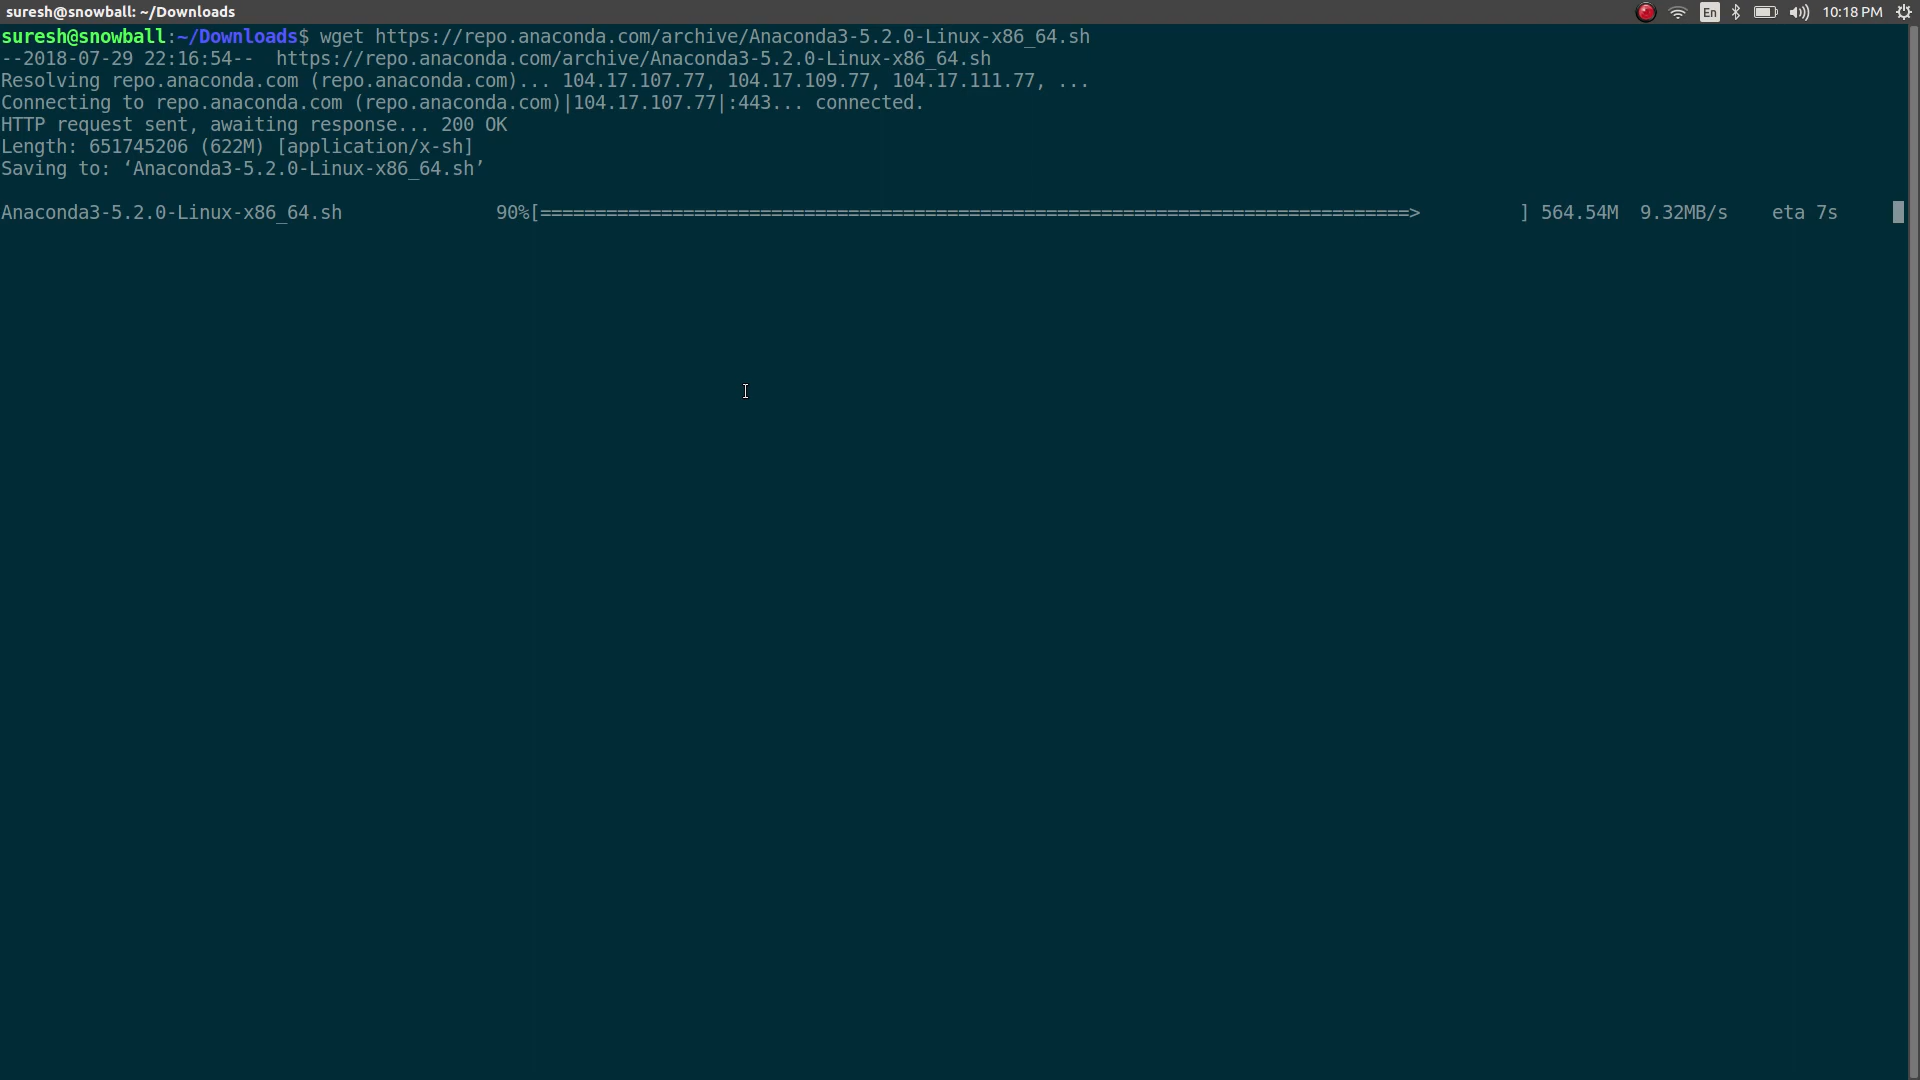 suresh@snowball: ~/Downloads En 10:18 PM
suresh@snowball:~/Downloads$ wget https://repo.anaconda.com/archive/Anaconda3-5.2.0-Linux-x86_64.sh
--2018-07-29 22:16:54--  https://repo.anaconda.com/archive/Anaconda3-5.2.0-Linux-x86_64.sh
Resolving repo.anaconda.com (repo.anaconda.com)... 104.17.107.77, 104.17.109.77, 104.17.111.77, ...
Connecting to repo.anaconda.com (repo.anaconda.com)|104.17.107.77|:443... connected.
HTTP request sent, awaiting response... 200 OK
Length: 651745206 (622M) [application/x-sh]
Saving to: ‘Anaconda3-5.2.0-Linux-x86_64.sh’
Anaconda3-5.2.0-Linux-x86_64.sh              90%[===============================================================================>         ] 564.54M  9.32MB/s    eta 7s